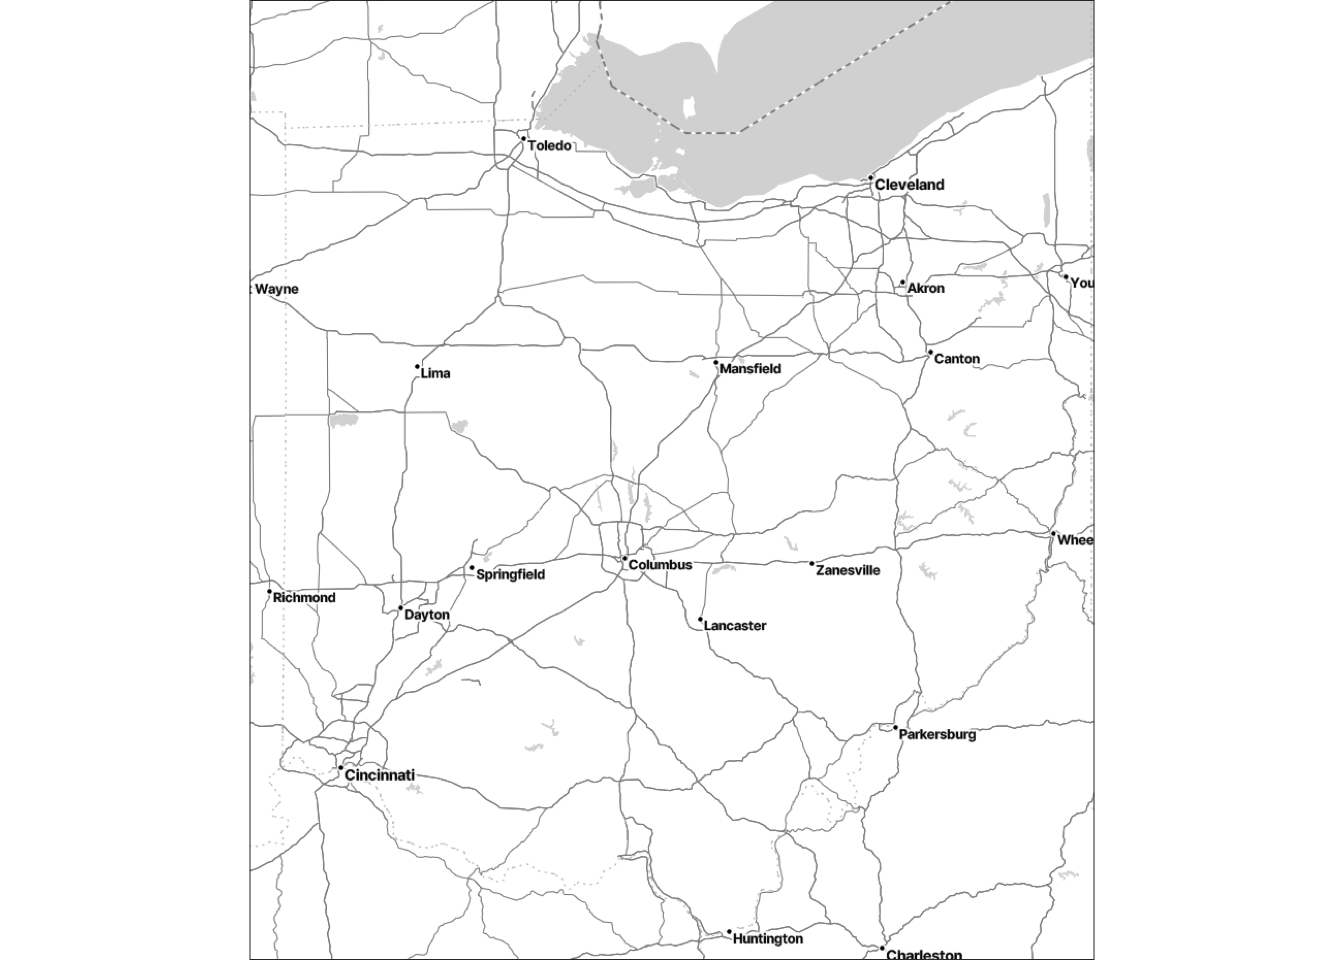 Toledo
Cleveland
Wayne
Akron
You
Canton
Mansfield
Lima
Whee
Columbus
Zanesville
Springfield
Richmond
Dayton
Lancaster
Parkersburg
Cincinnati
Huntington
Charleston